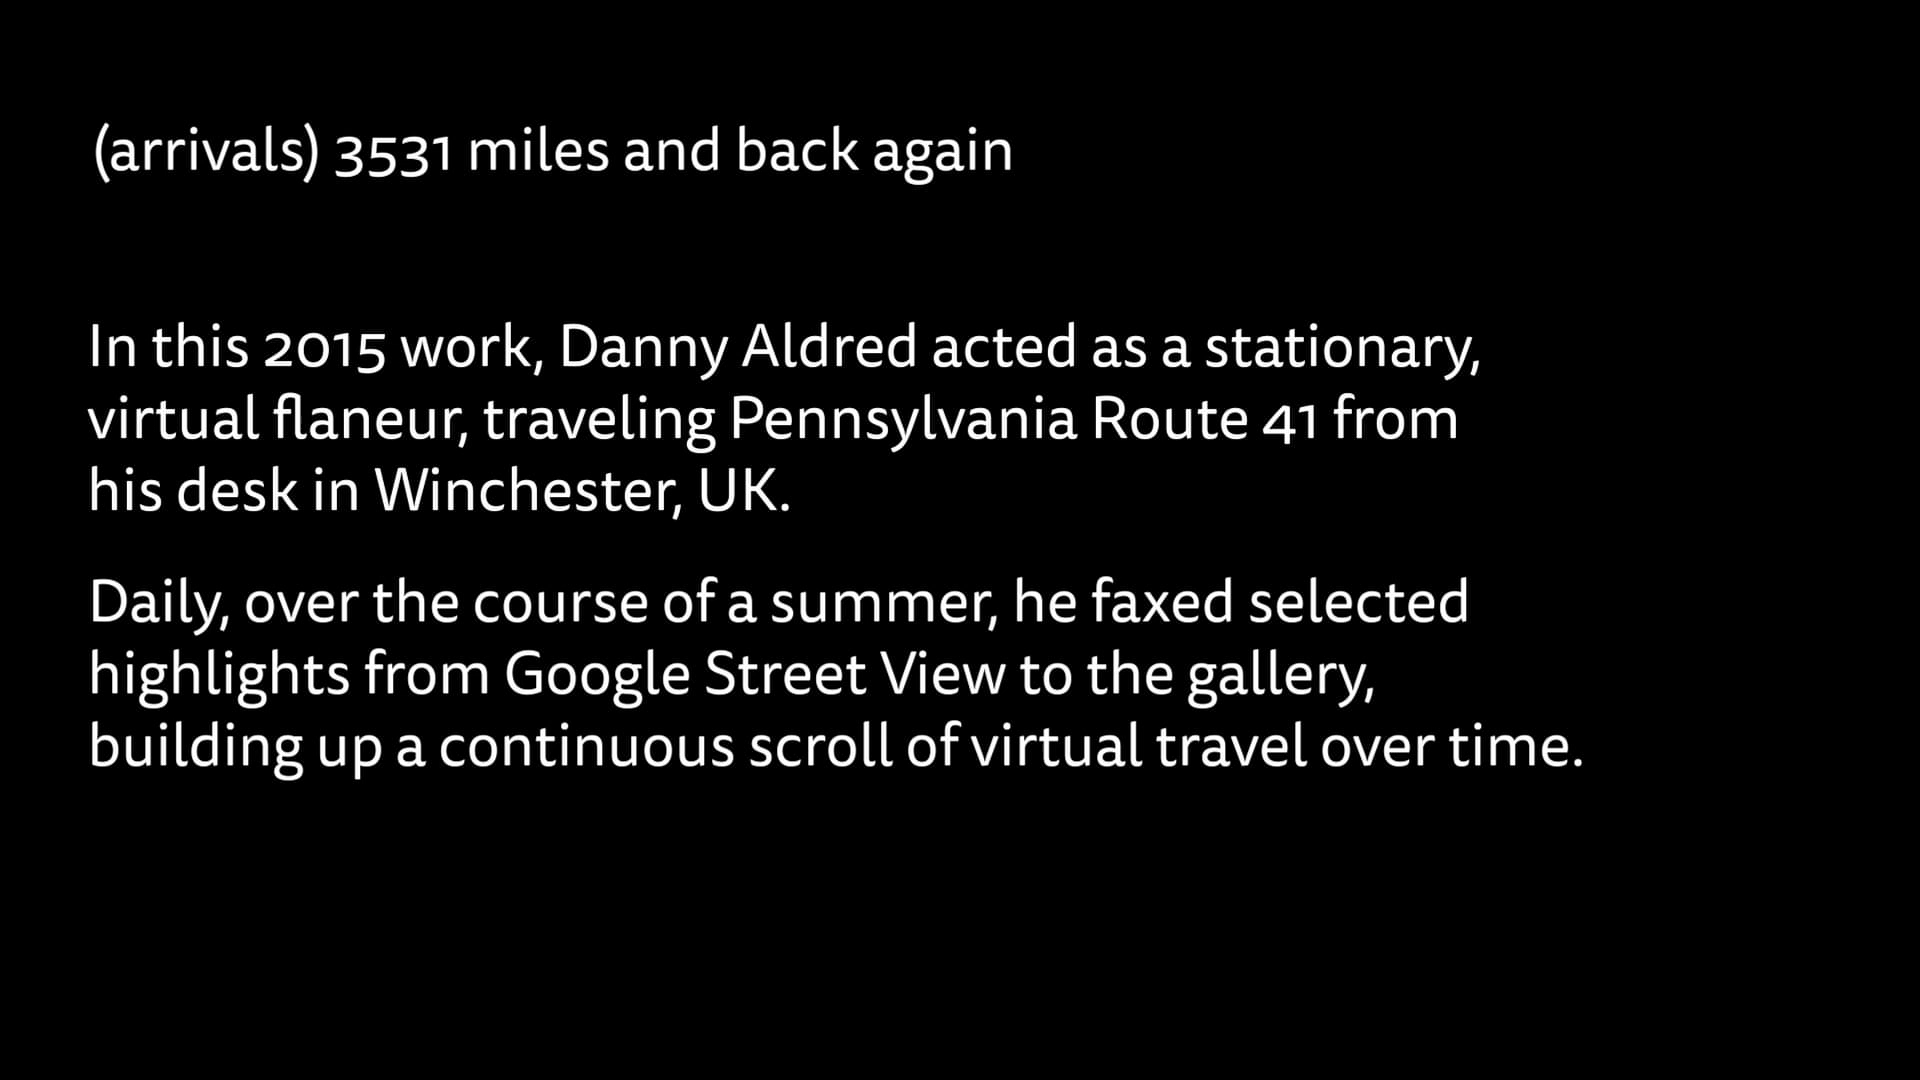 (arrivals) 3531 miles and back again
In this 2015 work, Danny Aldred acted as a stationary,
virtual flaneur, traveling Pennsylvania Route 41 from
his desk in Winchester, UK.
Daily, over the course of a summer, he faxed selected
highlights from Google Street View to the gallery,
building up a continuous scroll of virtual travel over time.